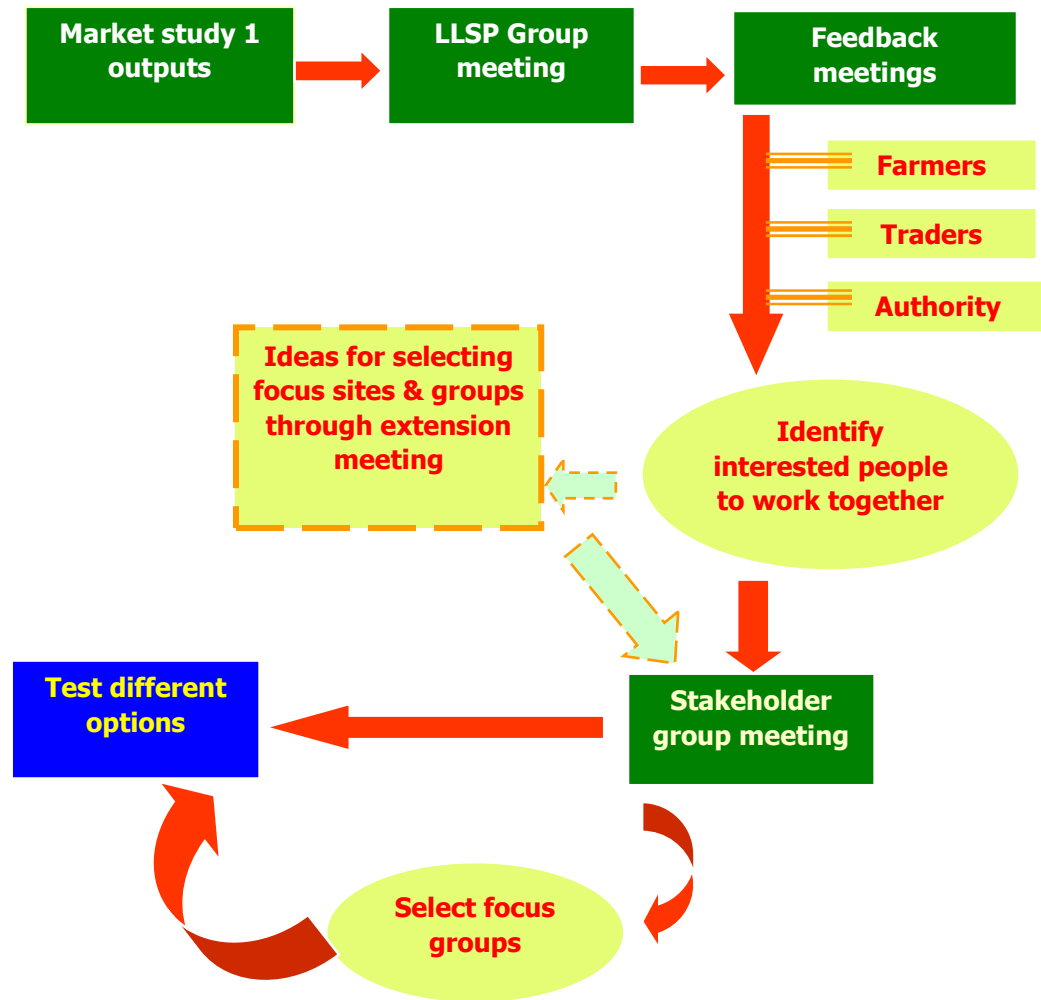 Market study 1
outputs
LLSP Group
meeting
Feedback
meetings
Farmers
Traders
Authority
Ideas for selecting
focus sites & groups
through extension
meeting
Identify
interested people
to work together
Test different
options
Stakeholder
group meeting
Select focus
groups